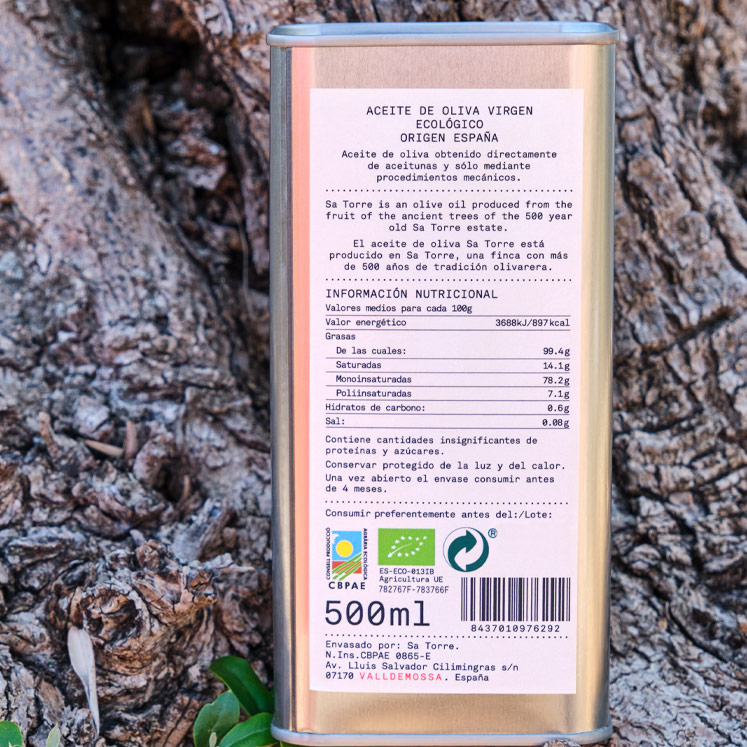 ACEITE DE OLIVA VIRGEN
ECOLÓGICO
ORIGEN ESPAÑA
Aceite de oliva obtenido directamente
de aceitunas y sólo mediante
procedimientos mecánicos.
Sa Torre is an olive oil produced from the
fruit of the ancient trees of the 500 year
old Sa Torre estate.
El aceite de oliva Sa Torre está
producido en Sa Torre, una finca con más
de 500 años de tradición olivarera.
INFORMACIÓN NUTRICIONAL
Valores medios para cada 100g
Valor energético 3688kJ/897kcal
Grasas
De las cuales: 99.4g
Saturadas 14.1g
Monoinsaturadas 78.2g
Poliinsaturadas 7.1g
Hidratos de carbono: 0.6g
Sal: 0.08g
Contiene cantidades insignificantes de
proteínas y azúcares.
Conservar protegido de la luz y del calor.
Una vez abierto el envase consumir antes
de 4 meses.
Consumir preferentemente antes del:/Lote:
CONSELL PRODUCCIÓ
AGRÀRIA ECOLÒGICA
CBPAE
ES-ECO-013IB
Agricultura UE
782767F-783766F
®
500ml
8437010976292
Envasado por: Sa Torre.
N.Ins.CBPAE 0865-E
Av. Lluis Salvador Cilimingras s/n
07170 VALLDEMOSSA. España